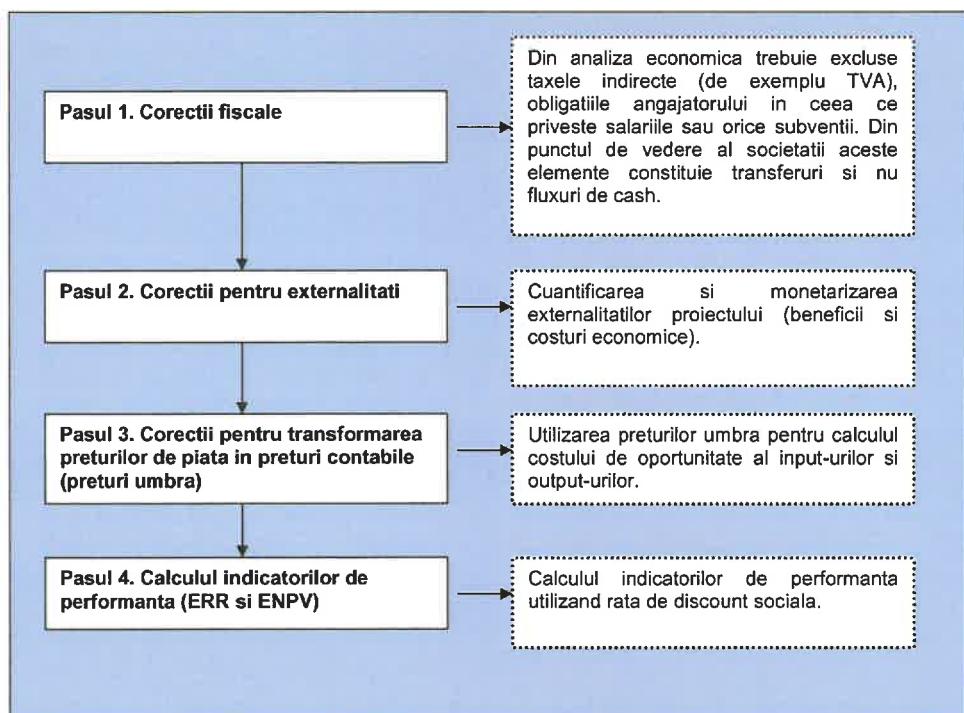 Pasul 1. Corectii fiscale
Din analiza economica trebuie excluse
taxele indirecte (de exemplu TVA),
obligatiile angajatorului in ceea ce
priveste salariile sau orice subventii. Din
punctul de vedere al societatii aceste
elemente constituie transferuri si nu
fluxuri de cash.
Pasul 2. Corectii pentru externalitati
Cuantificarea si monetarizarea
externalitatilor proiectului (beneficii si
costuri economice).
Pasul 3. Corectii pentru transformarea
preturilor de piata in preturi contabile
(preturi umbra)
Utilizarea preturilor umbra pentru calculul
costului de oportunitate al input-urilor si
output-urilor.
Pasul 4. Calculul indicatorilor de
performanta (ERR si ENPV)
Calculul indicatorilor de performanta
utilizand rata de discount sociala.